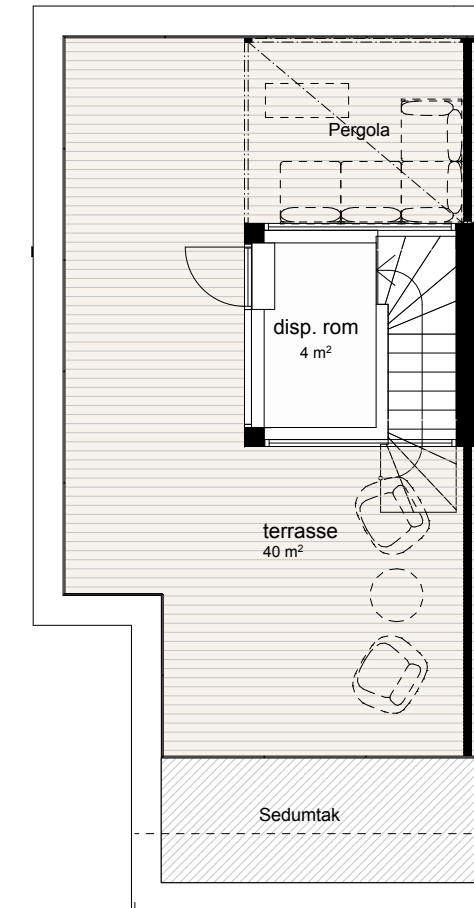 Pergola
disp. rom
4 m²
terrasse
40 m²
Sedumtak